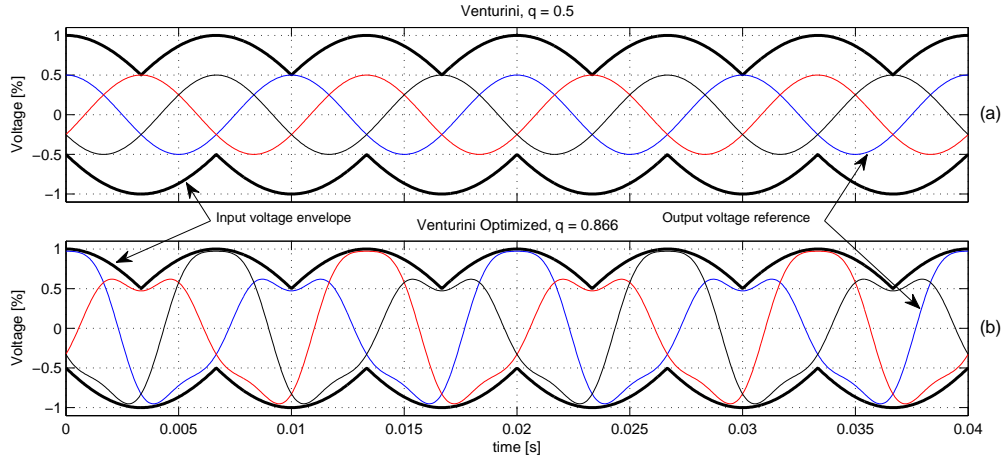 Venturini, q = 0.5
1
0.5
0
−0.5
−1
Voltage [%]
(a)
Input voltage envelope
Output voltage reference
Venturini Optimized, q = 0.866
1
0.5
0
−0.5
−1
Voltage [%]
(b)
0 0.005 0.01 0.015 0.02 0.025 0.03 0.035 0.04
time [s]